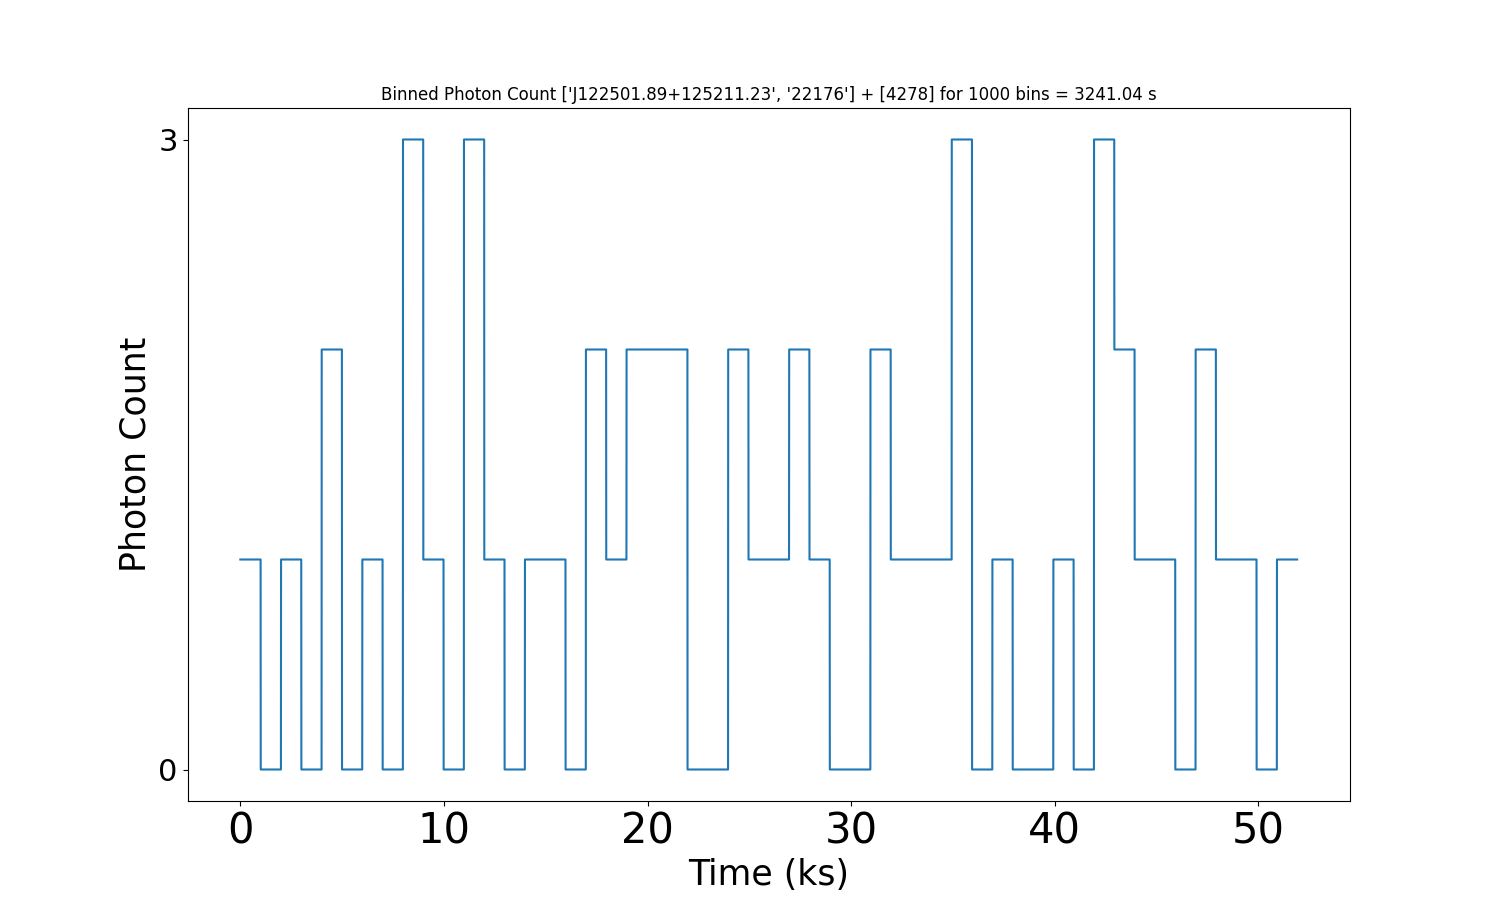 Binned Photon Count ['J122501.89+125211.23', '22176'] + [4278] for 1000 bins = 3241.04 s
3
Photon Count
0
0 10 20 30 40 50
Time (ks)